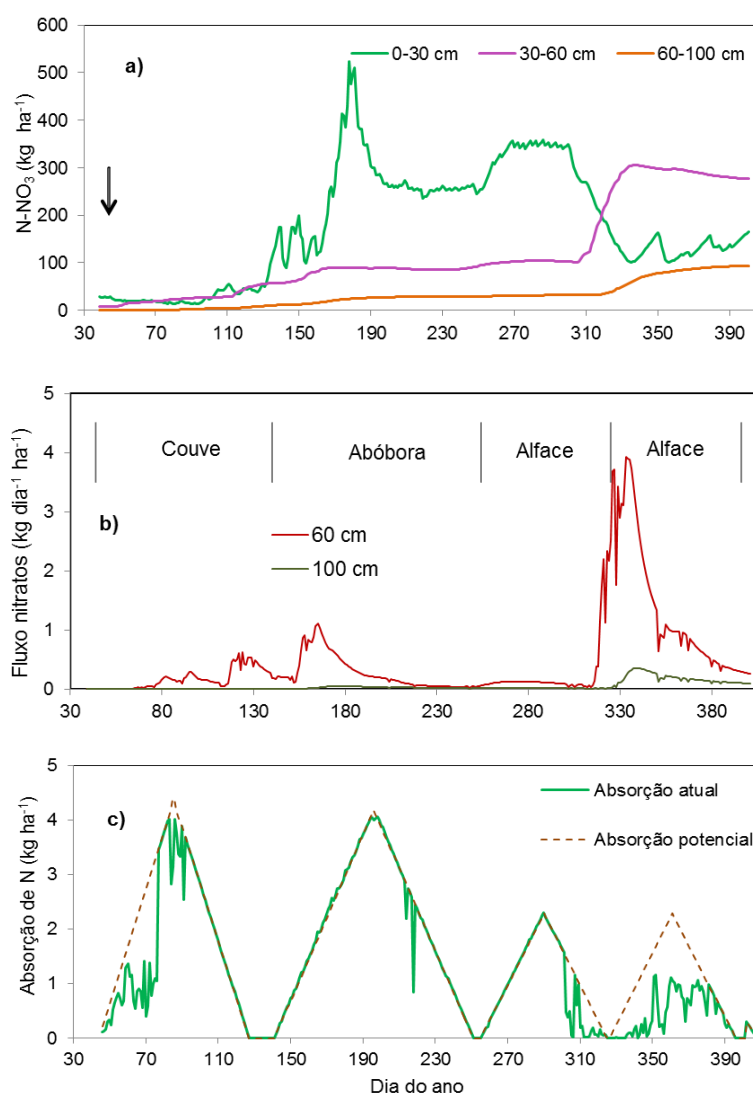 600
500
400
300
200
100
0
N-NO3 (kg ha-1)
a)
0-30 cm 30-60 cm 60-100 cm
30 70 110 150 190 230 270 310 350 390
5
4
3
2
1
0
Fluxo nitratos (kg dia-1 ha-1)
Couve Abóbora Alface Alface
b)
60 cm
100 cm
30 80 130 180 230 280 330 380
5
4
3
2
1
0
Absorção de N (kg ha-1)
c)
Absorção atual
Absorção potencial
30 70 110 150 190 230 270 310 350 390
Dia do ano